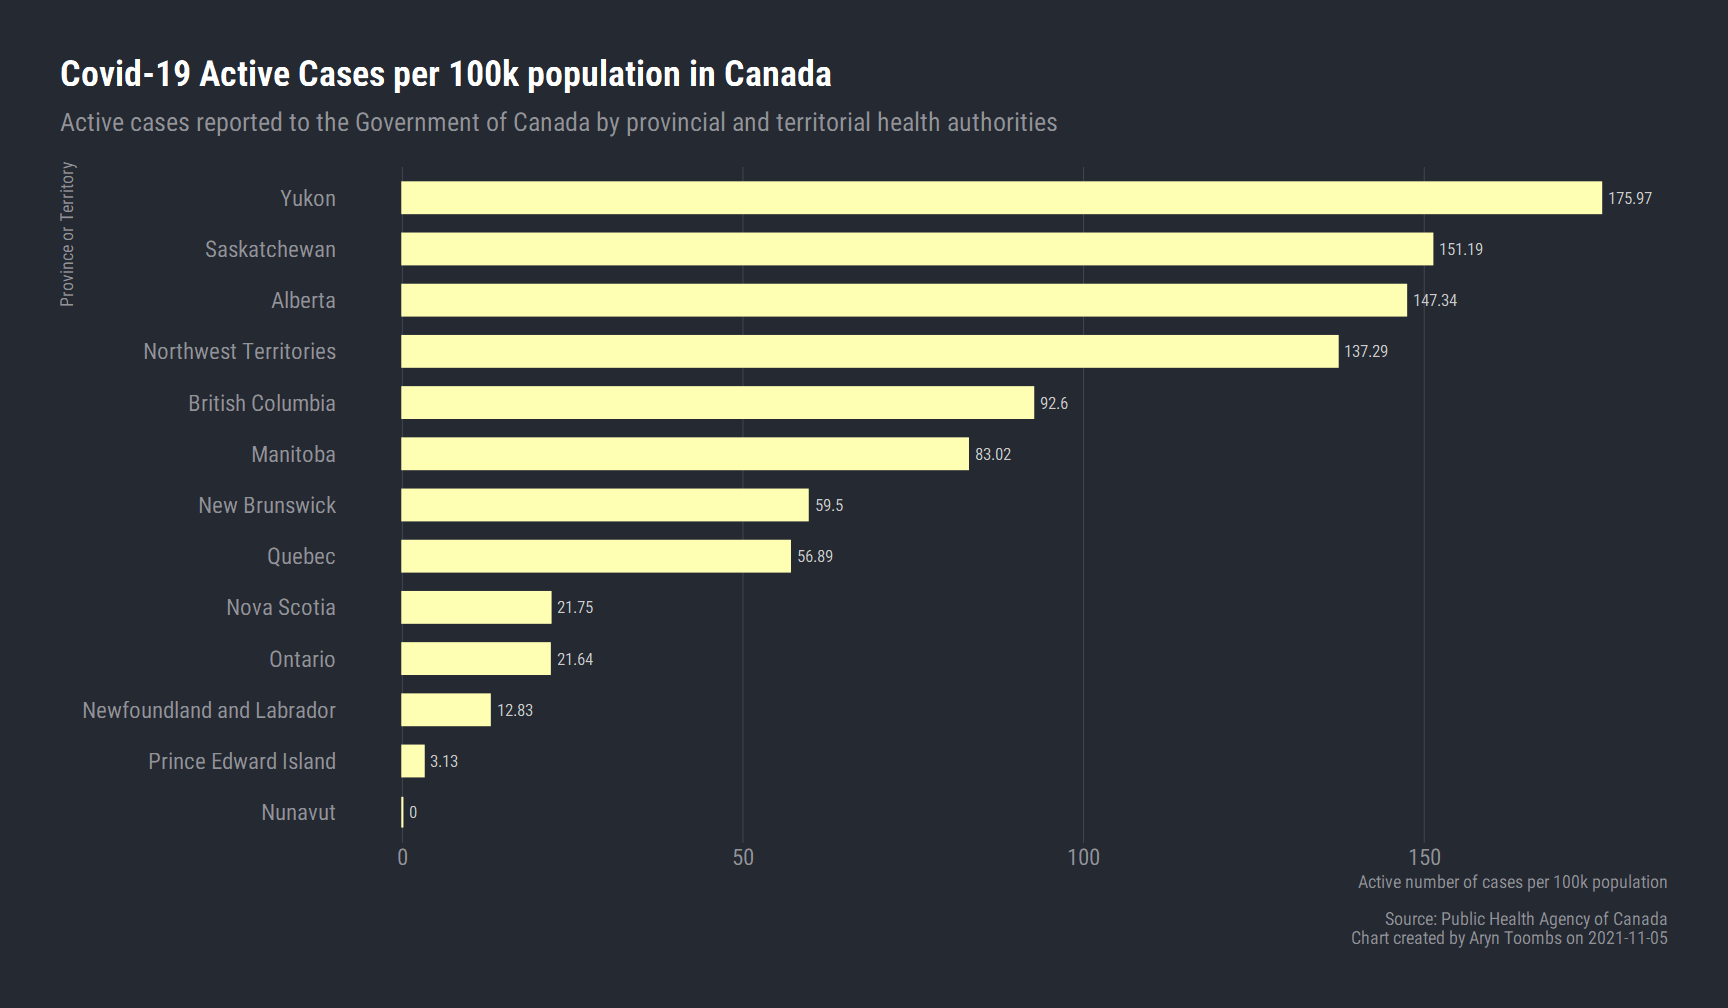 Covid-19 Active Cases per 100k population in Canada
Active cases reported to the Government of Canada by provincial and territorial health authorities
Province or Territory
Yukon 175.97
Saskatchewan 151.19
Alberta 147.34
Northwest Territories 137.29
British Columbia 92.6
Manitoba 83.02
New Brunswick 59.5
Quebec 56.89
Nova Scotia 21.75
Ontario 21.64
Newfoundland and Labrador 12.83
Prince Edward Island 3.13
Nunavut 0
0 50 100 150
Active number of cases per 100k population
Source: Public Health Agency of Canada
Chart created by Aryn Toombs on 2021-11-05